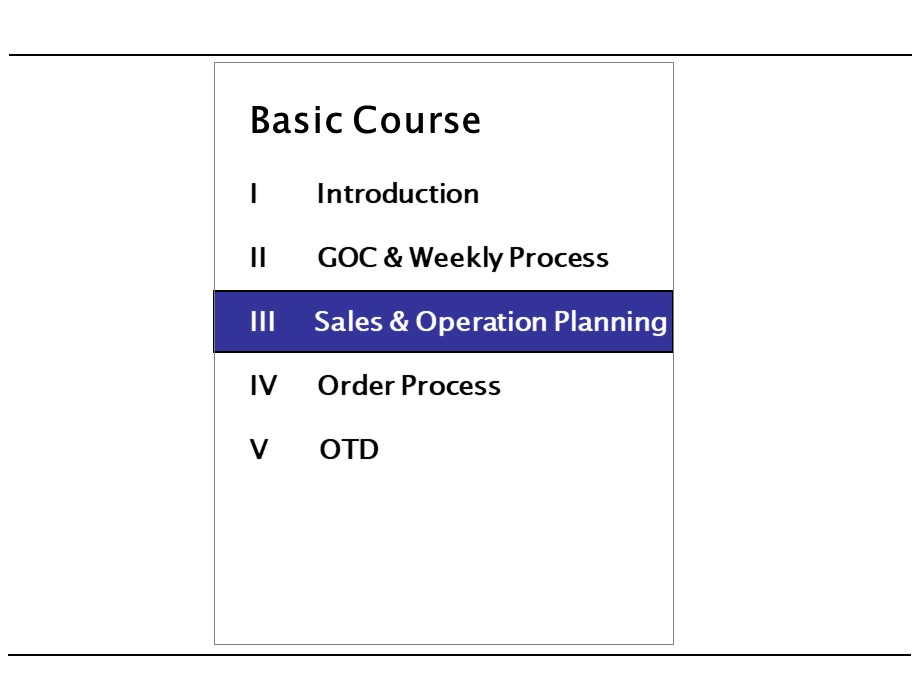 Basic Course
I Introduction
II GOC & Weekly Process
III Sales & Operation Planning
IV Order Process
V OTD